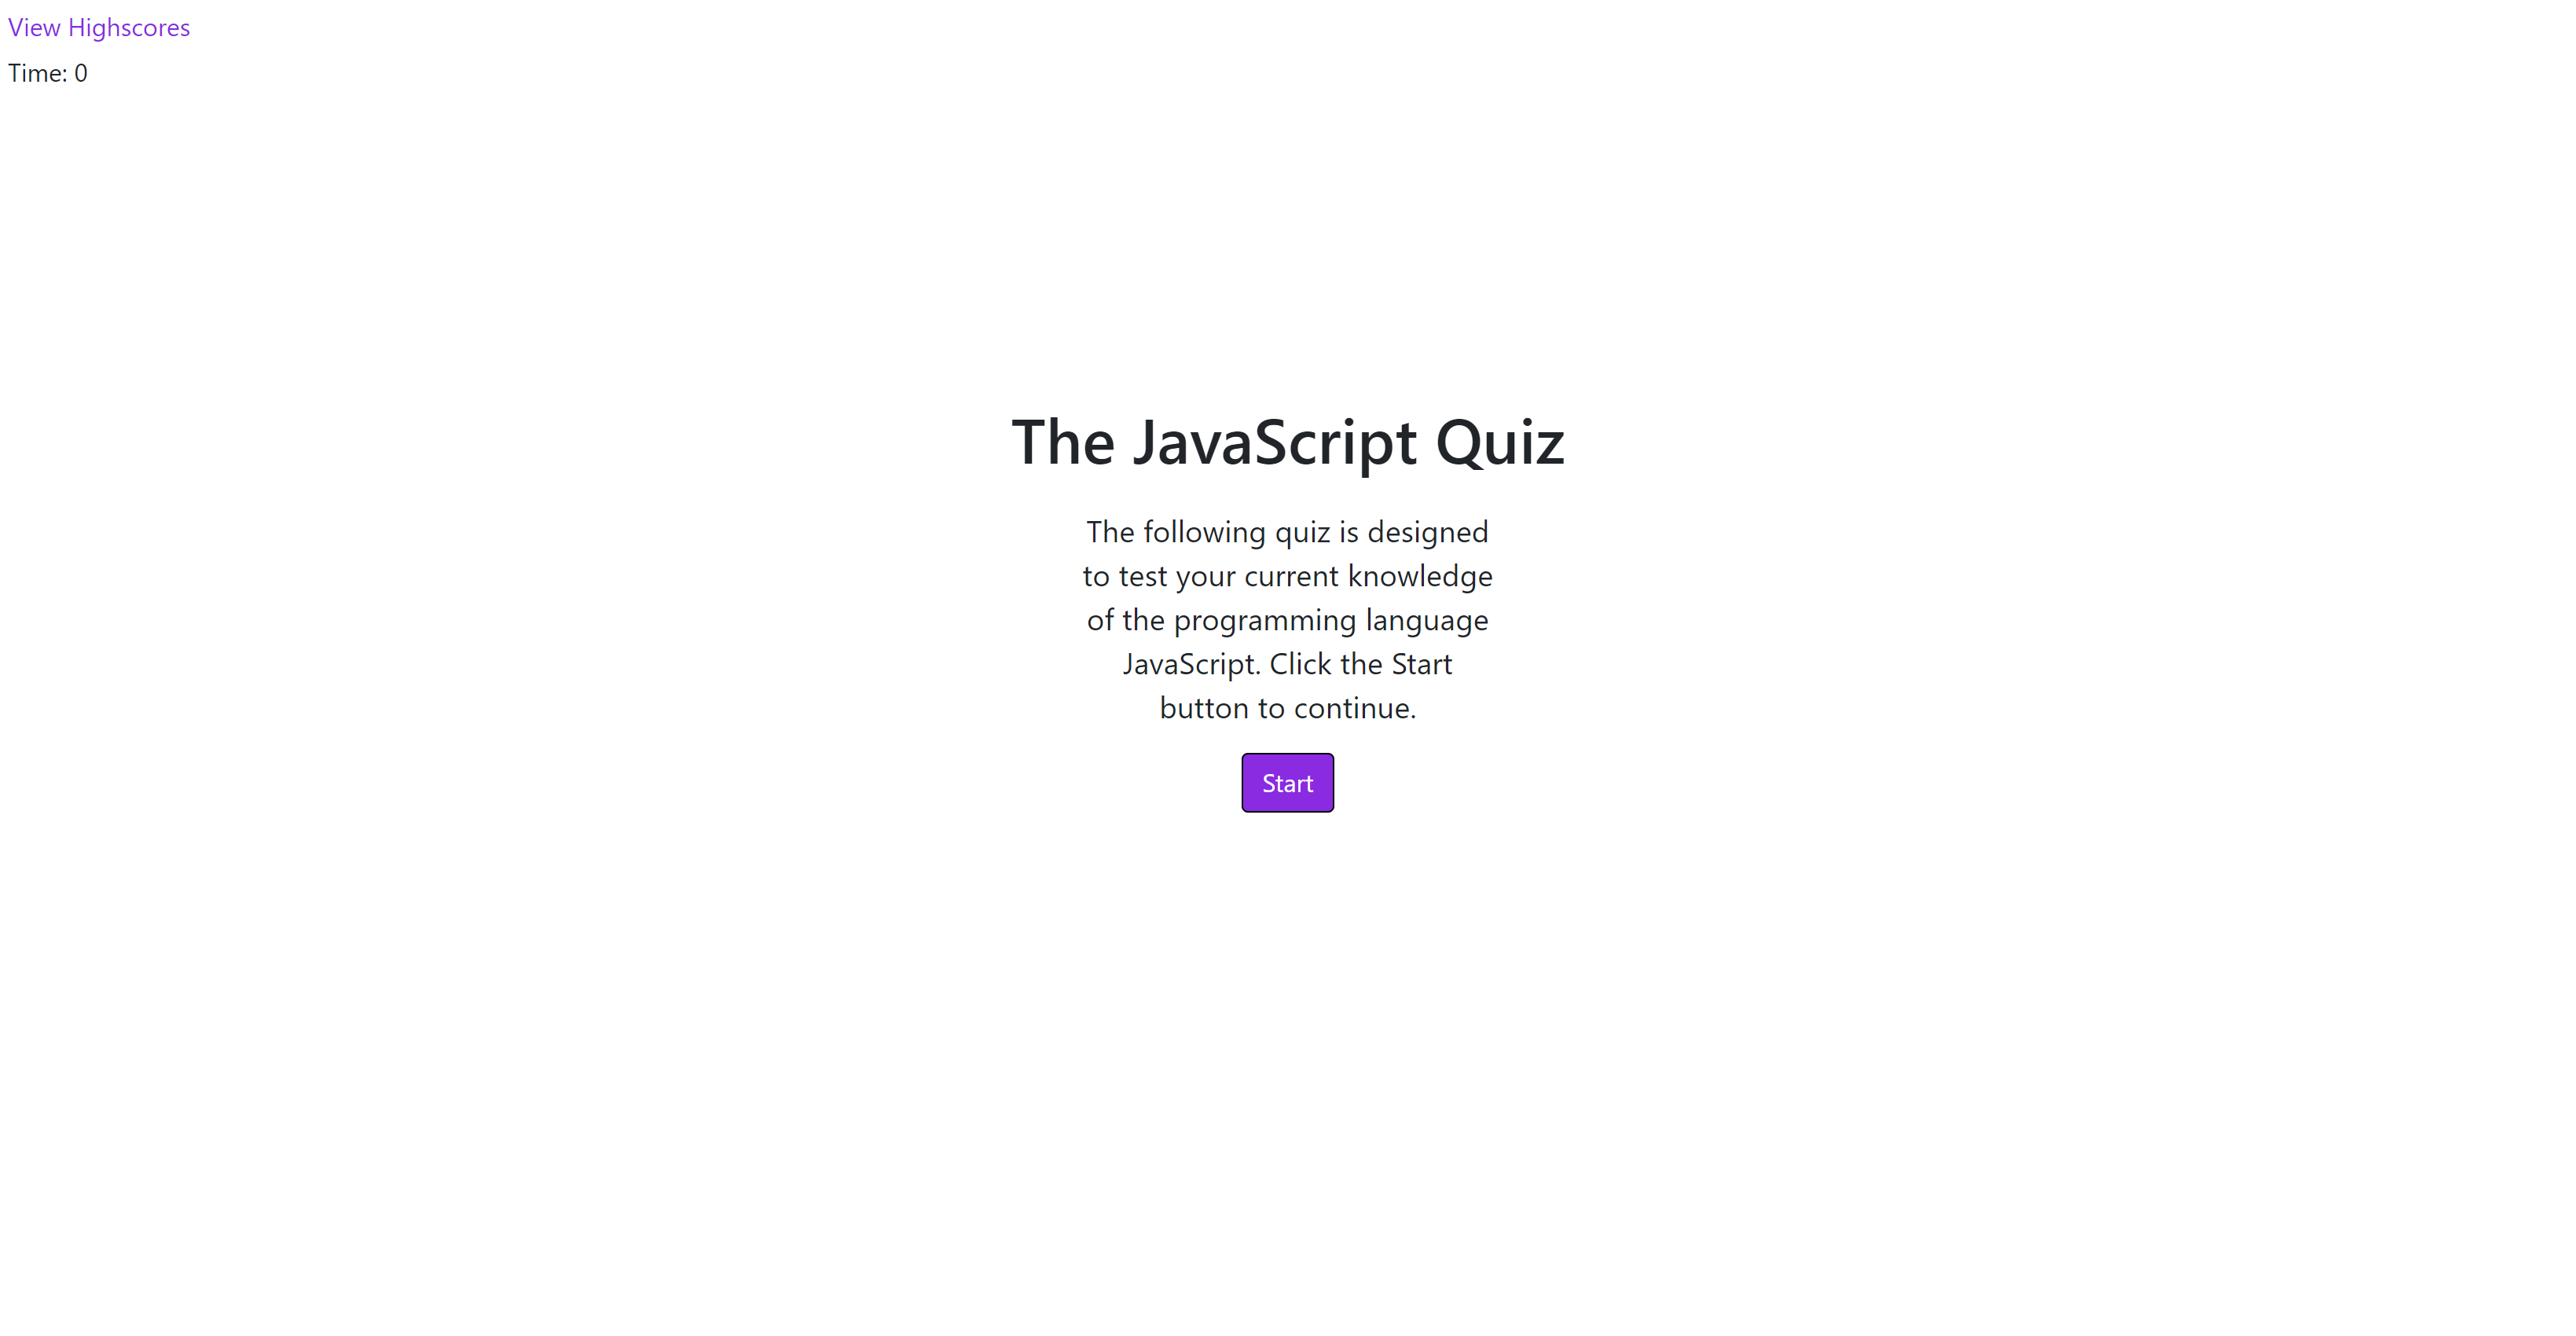 View Highscores
Time: 0
The JavaScript Quiz
The following quiz is designed
to test your current knowledge
of the programming language
JavaScript. Click the Start
button to continue.
Start